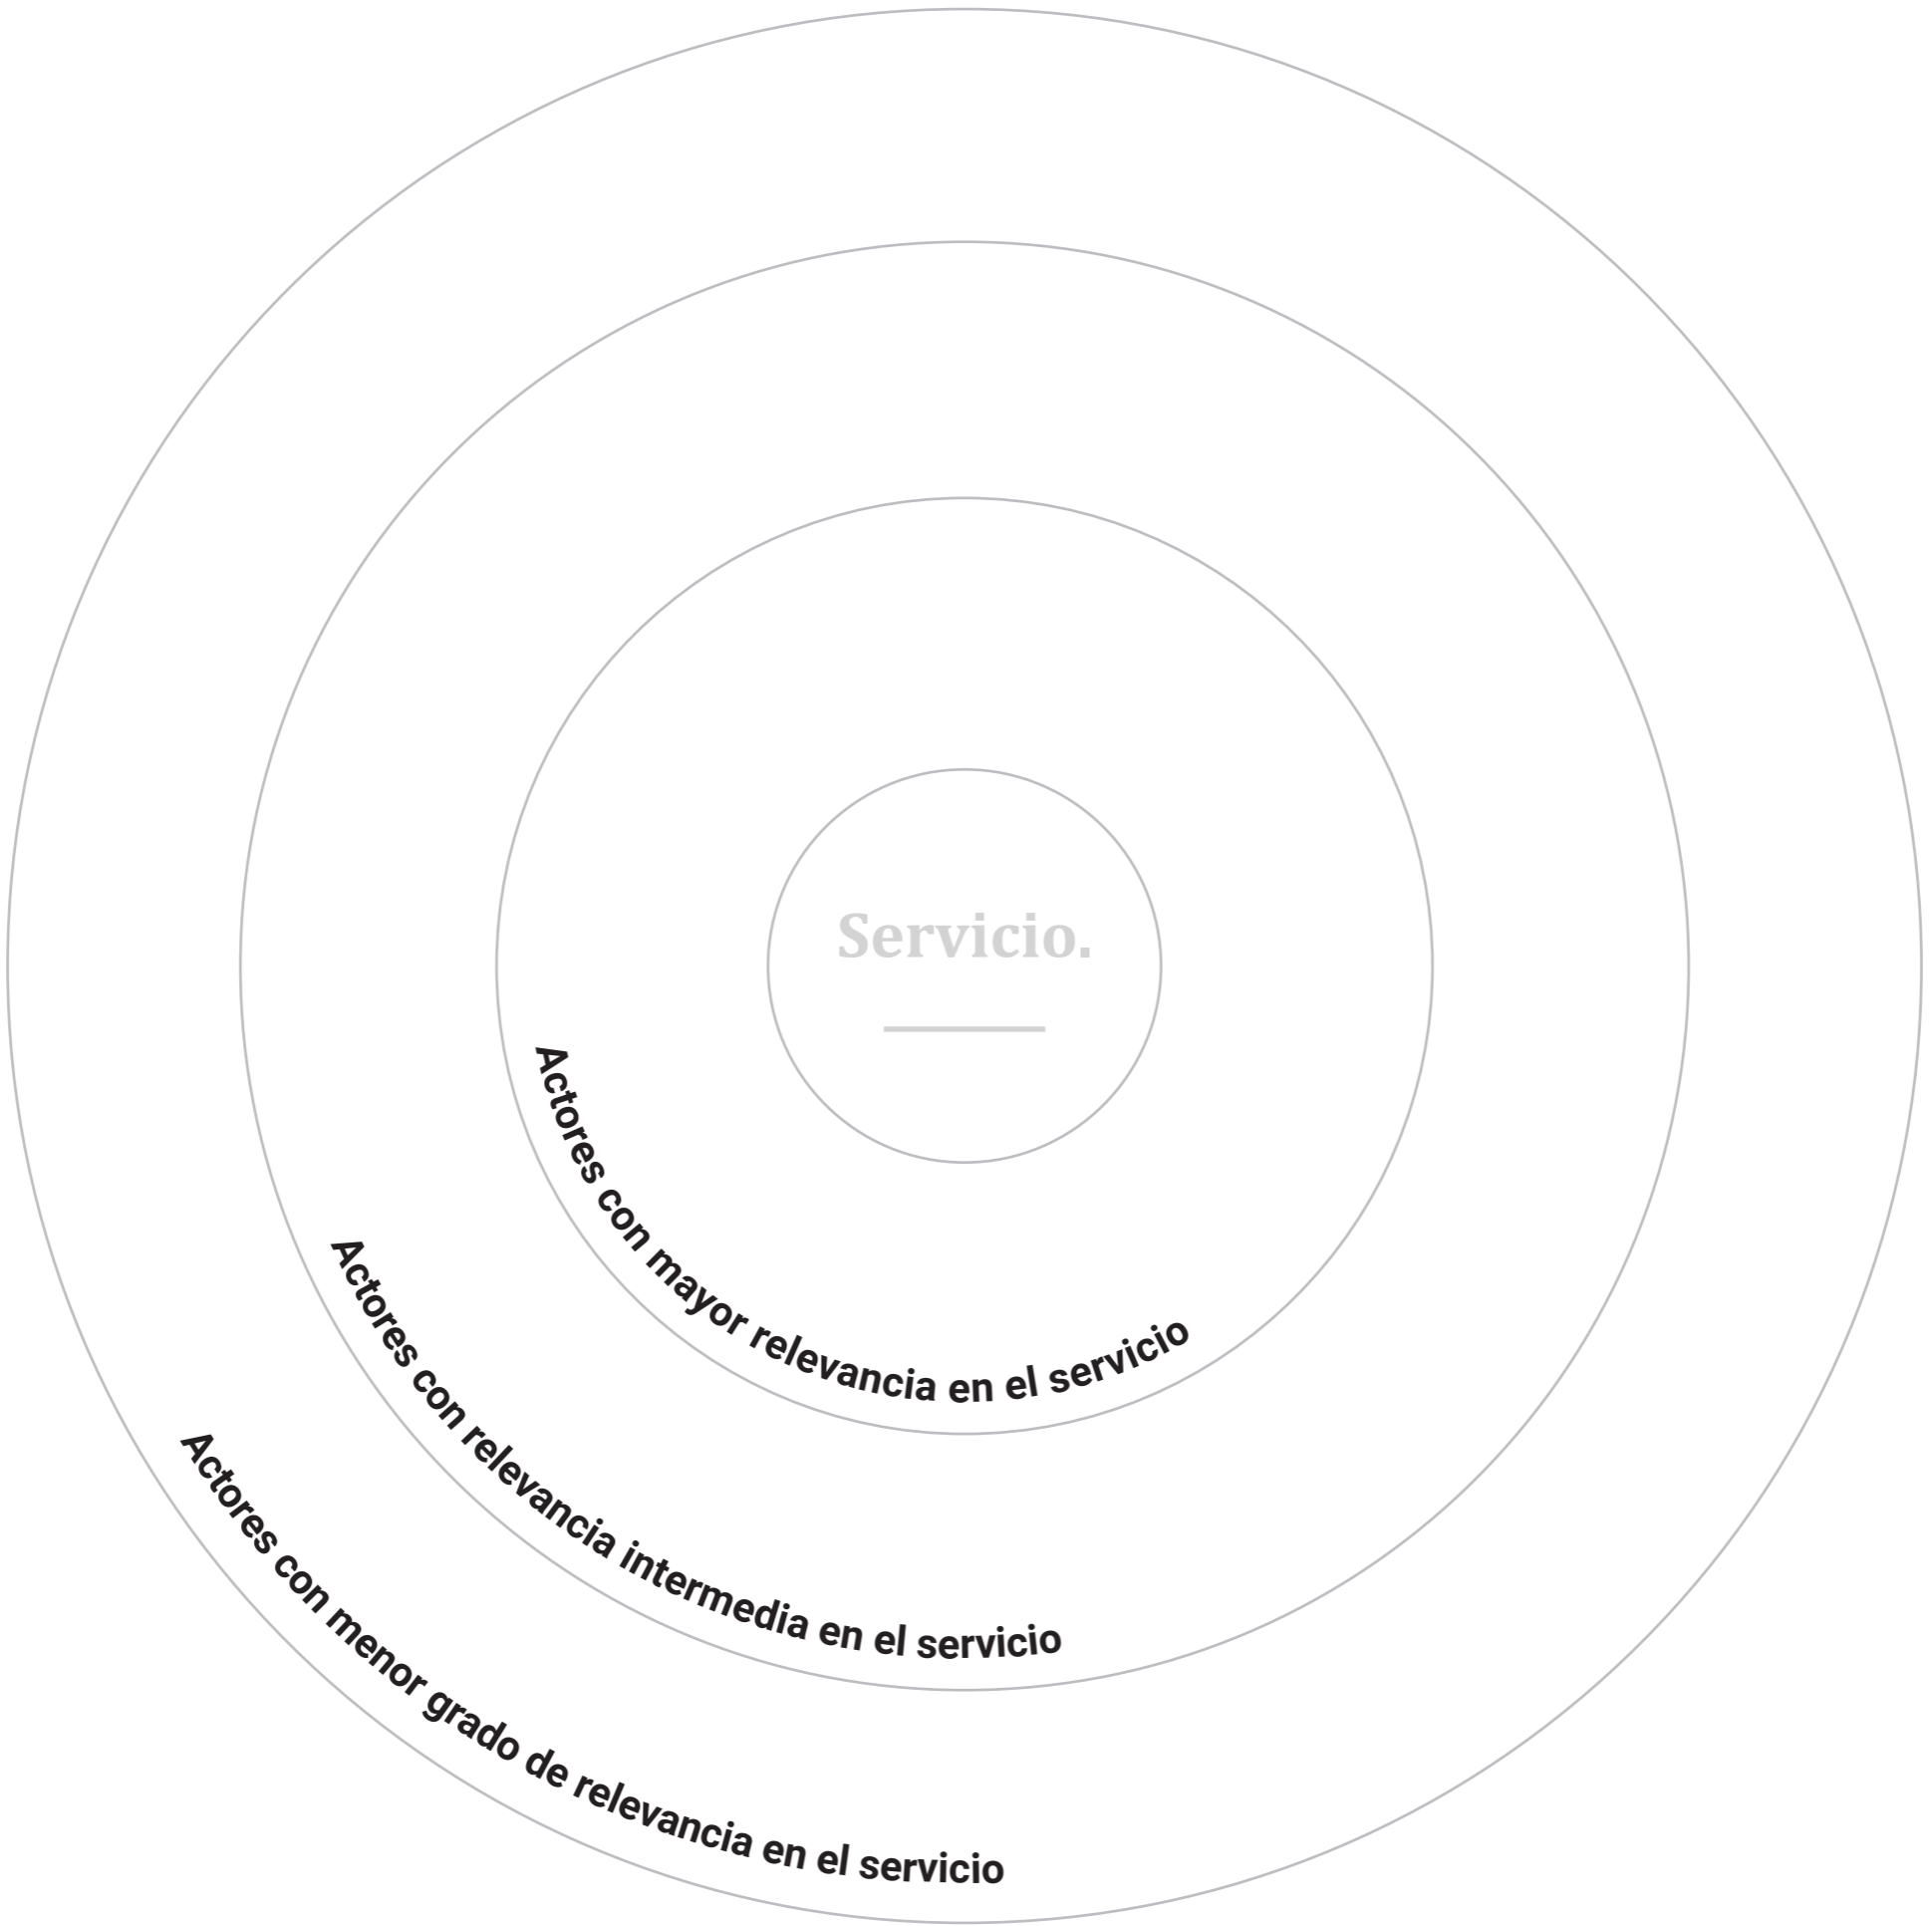 Servicio.
Actores con mayor relevancia en el servicio
Actores con relevancia intermedia en el servicio
Actores con menor grado de relevancia en el servicio